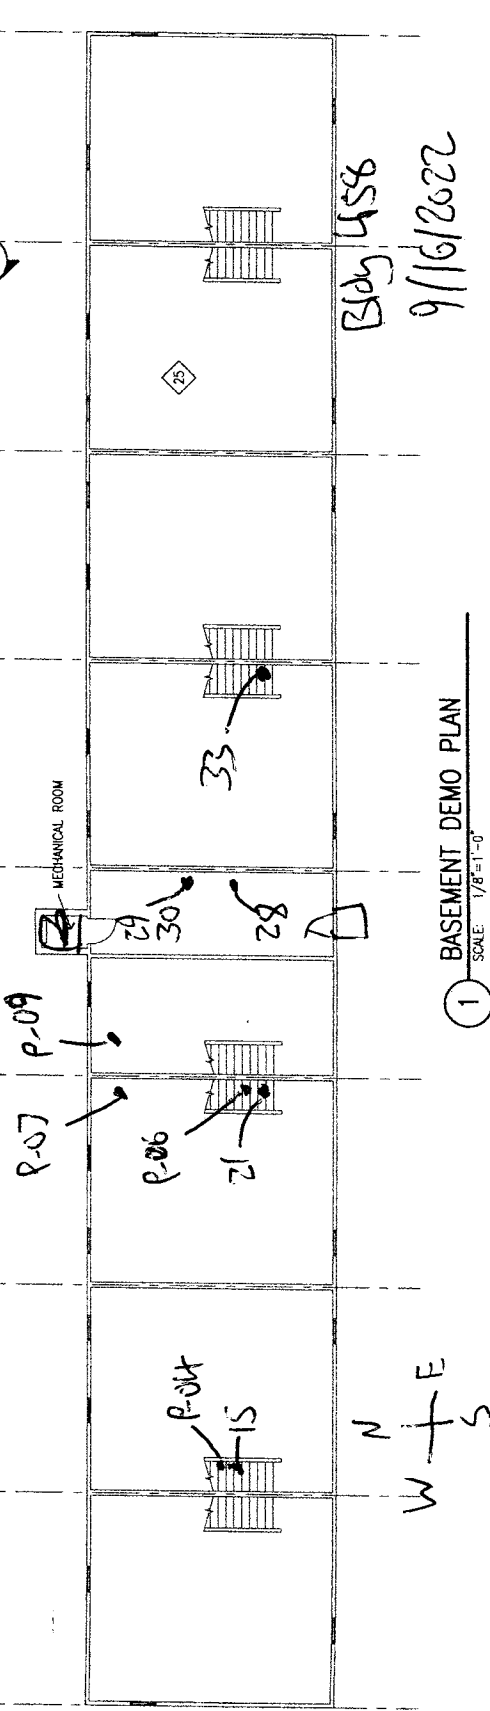 P-07
P-09
MECHANICAL ROOM
P-04
15
P-06
21
29
30
28
33
25
N
W E
S
1
BASEMENT DEMO PLAN
SCALE: 1/8"=1'-0"
Bldg 458
9/16/2022